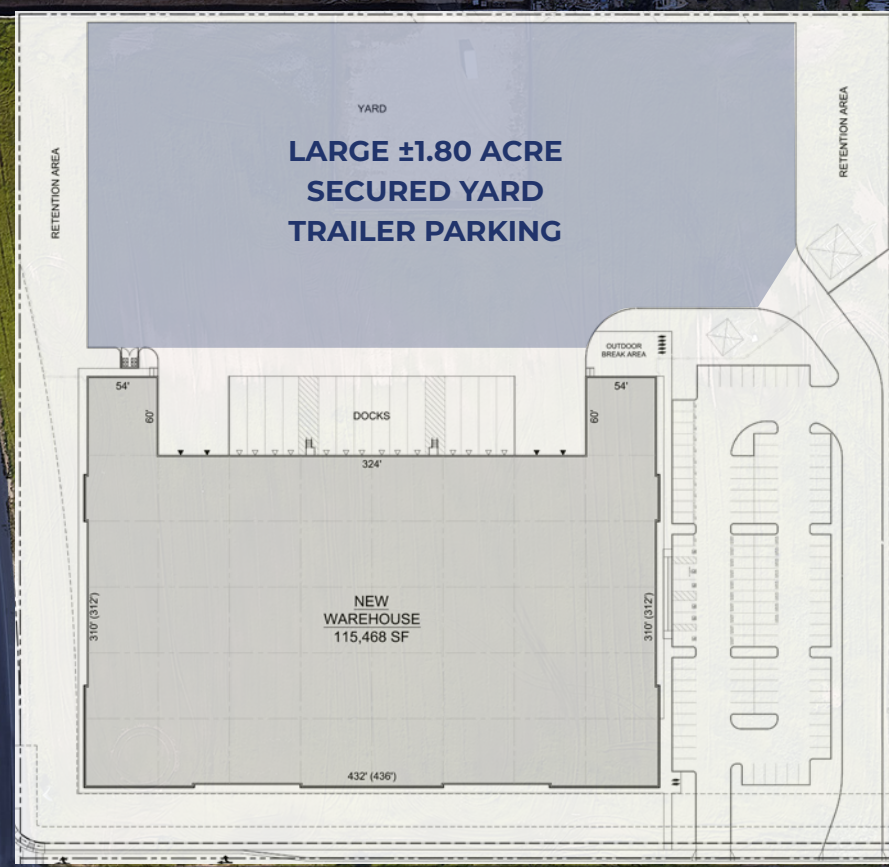 YARD
RETENTION AREA
RETENTION AREA
LARGE ±1.80 ACRE
SECURED YARD
TRAILER PARKING
OUTDOOR
BREAK AREA
54'
54'
60'
DOCKS
60'
324'
NEW
WAREHOUSE
115,468 SF
310' (312')
310' (312')
432' (436')